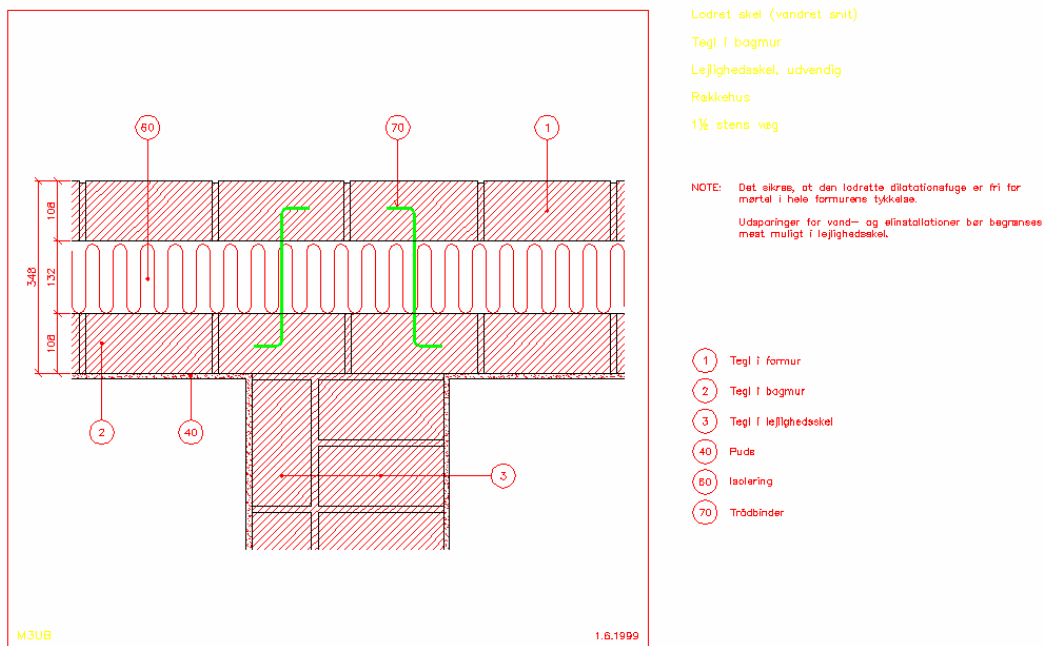 Lodret skel (vandret snit)
Tegl i bagmur
Lejlighedsskel, udvendig
Rækkehus
1½ stens væg
60
70
1
NOTE: Det sikres, at den lodrette dilatationsfuge er fri for
mørtel i hele formurens tykkelse.
Udsparinger for vand- og elinstallationer bør begrænses
mest muligt i lejlighedsskel.
108
348
132
108
2
40
3
1 Tegl i formur
2 Tegl i bagmur
3 Tegl i lejlighedsskel
40 Puds
60 Isolering
70 Trådbinder
M3U8
1.6.1999